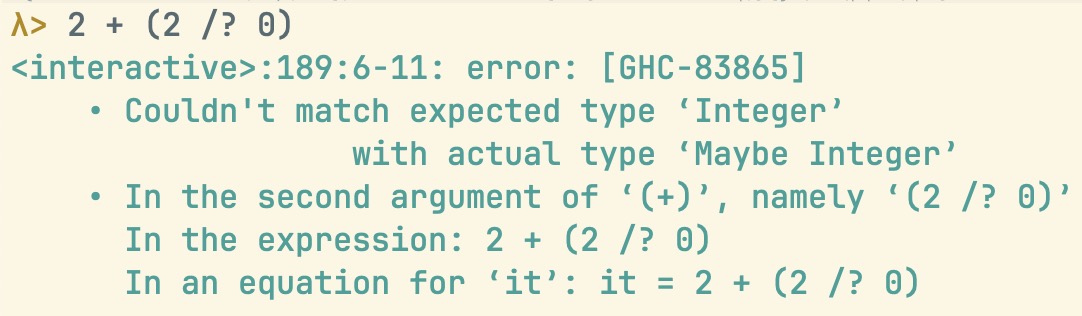 λ> 2 + (2 /? 0)
<interactive>:189:6-11: error: [GHC-83865]
• Couldn't match expected type ‘Integer’
with actual type ‘Maybe Integer’
• In the second argument of ‘(+)’, namely ‘(2 /? 0)’
In the expression: 2 + (2 /? 0)
In an equation for ‘it’: it = 2 + (2 /? 0)